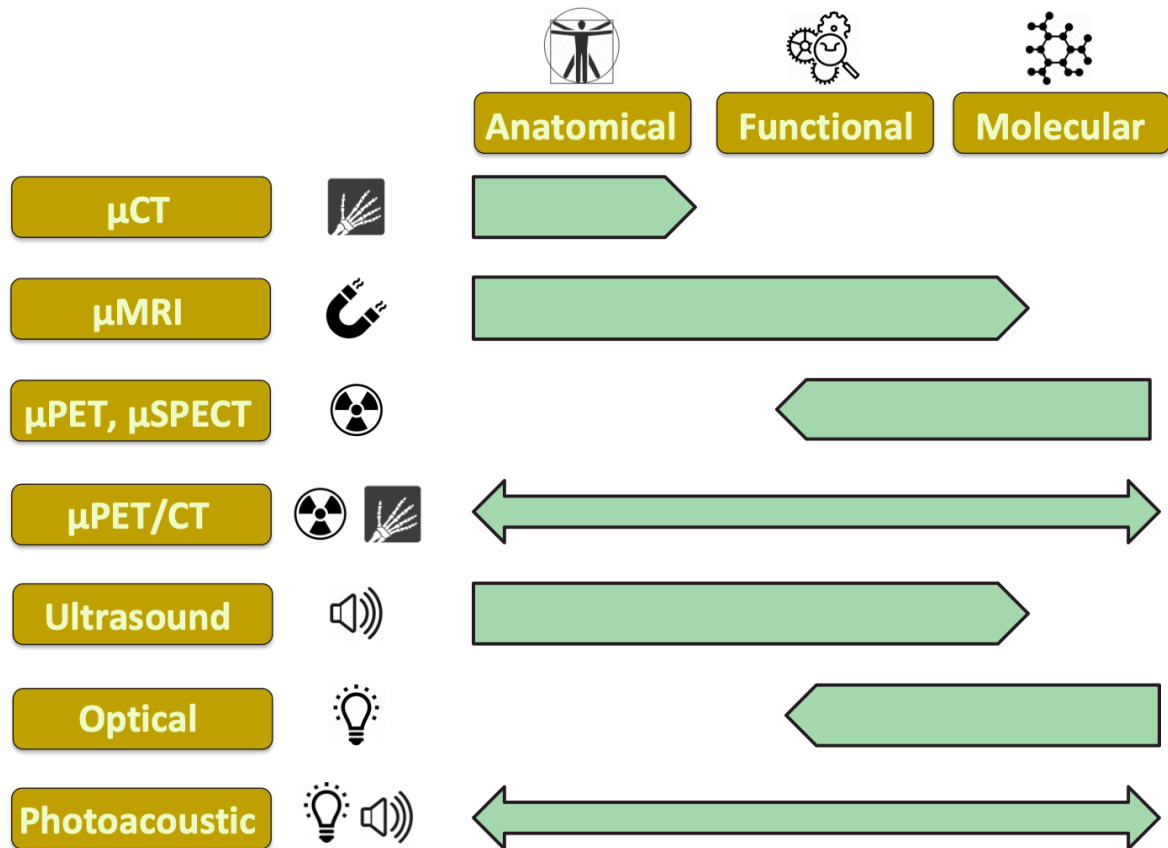 Anatomical Functional Molecular
μCT
μMRI
μPET, μSPECT
μPET/CT
Ultrasound
Optical
Photoacoustic